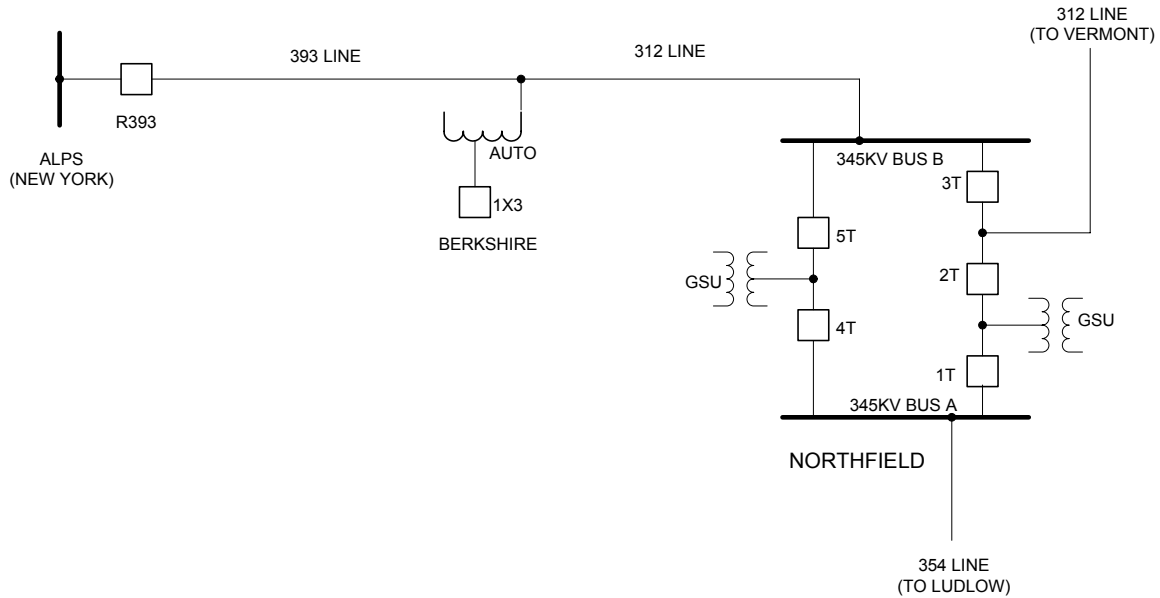 312 LINE
(TO VERMONT)
393 LINE
312 LINE
R393
ALPS
(NEW YORK)
AUTO
1X3
BERKSHIRE
345KV BUS B
3T
5T
2T
GSU
GSU
4T
1T
345KV BUS A
NORTHFIELD
354 LINE
(TO LUDLOW)